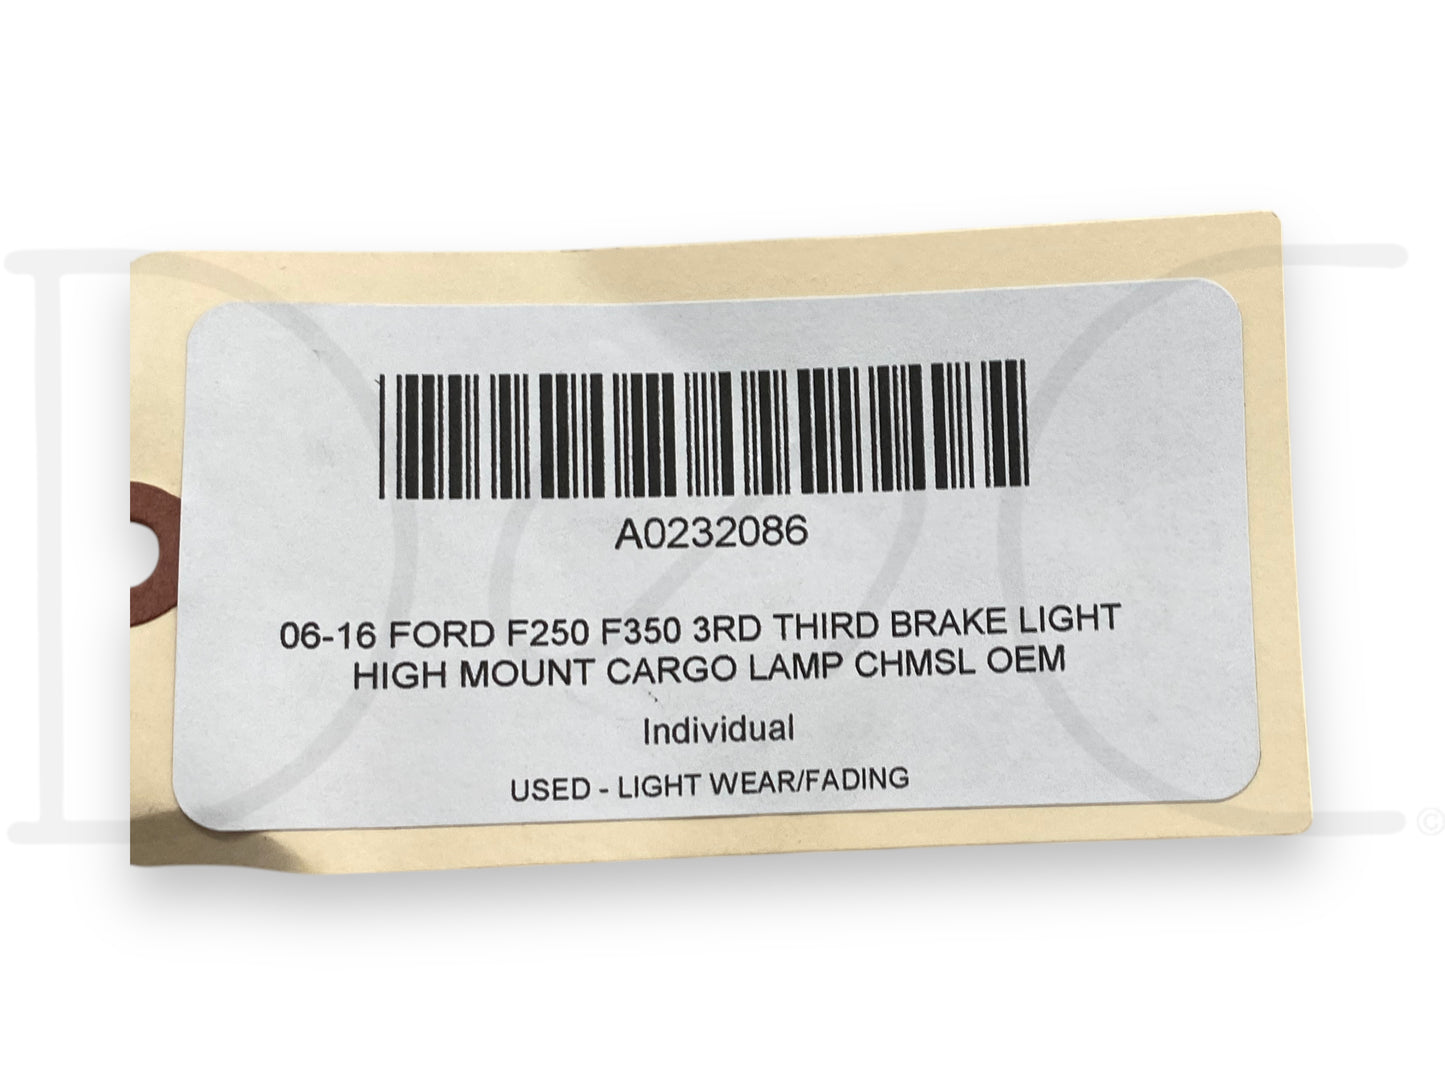 A0232086
06-16 FORD F250 F350 3RD THIRD BRAKE LIGHT
HIGH MOUNT CARGO LAMP CHMSL OEM
Individual
USED - LIGHT WEAR/FADING